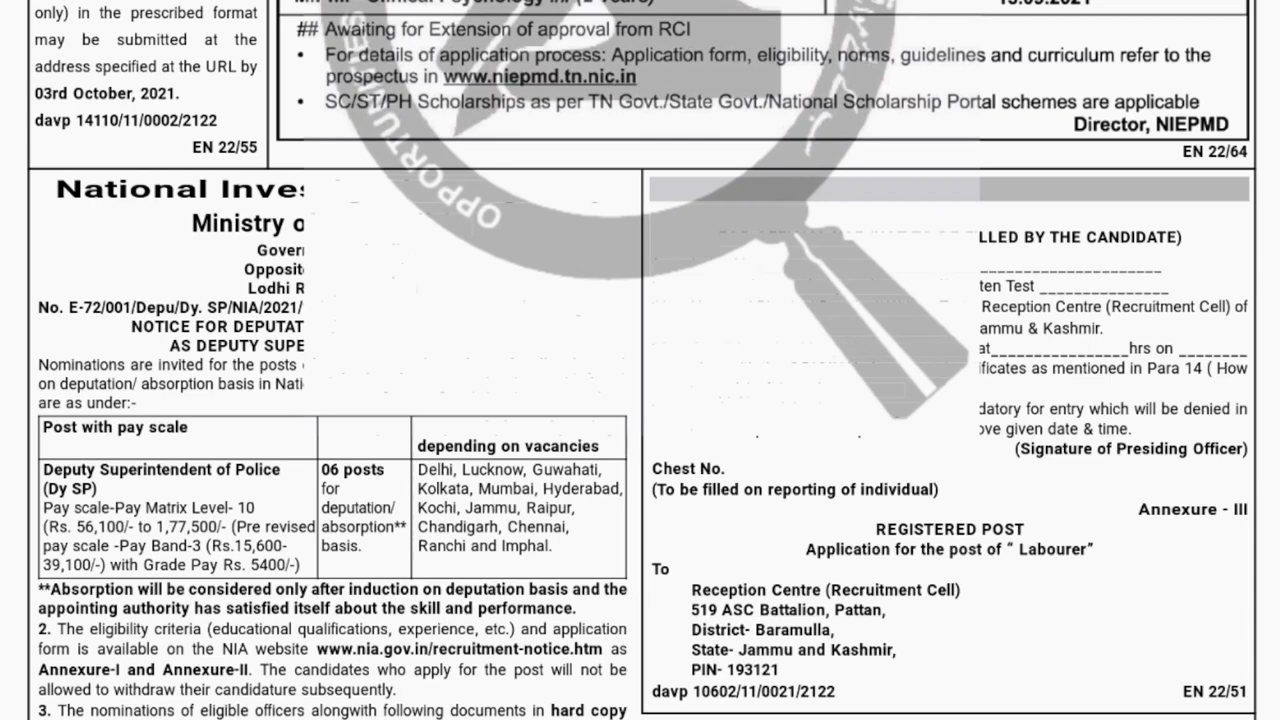 only) in the prescribed format
may be submitted at the
address specified at the URL by
03rd October, 2021.
davp 14110/11/0002/2122
EN 22/55
## Awaiting for Extension of approval from RCI
• For details of application process: Application form, eligibility, norms, guidelines and curriculum refer to the
prospectus in www.niepmd.tn.nic.in
• SC/ST/PH Scholarships as per TN Govt./State Govt./National Scholarship Portal schemes are applicable
Director, NIEPMD
EN 22/64
National Inves
Ministry o
Govern
Opposit
Lodhi R
No. E-72/001/Depu/Dy. SP/NIA/2021/
NOTICE FOR DEPUTAT
AS DEPUTY SUPE
Nominations are invited for the posts
on deputation/ absorption basis in Nati
are as under:-
Post with pay scale
depending on vacancies
Deputy Superintendent of Police
(Dy SP)
Pay scale-Pay Matrix Level- 10
(Rs. 56,100/- to 1,77,500/- (Pre revised
pay scale -Pay Band-3 (Rs.15,600-
39,100/-) with Grade Pay Rs. 5400/-)
06 posts
for
deputation/
absorption**
basis.
Delhi, Lucknow, Guwahati,
Kolkata, Mumbai, Hyderabad,
Kochi, Jammu, Raipur,
Chandigarh, Chennai,
Ranchi and Imphal.
**Absorption will be considered only after induction on deputation basis and the
appointing authority has satisfied itself about the skill and performance.
2. The eligibility criteria (educational qualifications, experience, etc.) and application
form is available on the NIA website www.nia.gov.in/recruitment-notice.htm as
Annexure-I and Annexure-II. The candidates who apply for the post will not be
allowed to withdraw their candidature subsequently.
3. The nominations of eligible officers alongwith following documents in hard copy
LLED BY THE CANDIDATE)
____________________
ten Test ______________
Reception Centre (Recruitment Cell) of
ammu & Kashmir.
at_______________hrs on ________
ificates as mentioned in Para 14 ( How
datory for entry which will be denied in
ove given date & time.
(Signature of Presiding Officer)
Chest No.
(To be filled on reporting of individual)
Annexure - III
REGISTERED POST
Application for the post of “ Labourer”
To
Reception Centre (Recruitment Cell)
519 ASC Battalion, Pattan,
District- Baramulla,
State- Jammu and Kashmir,
PIN- 193121
davp 10602/11/0021/2122
EN 22/51